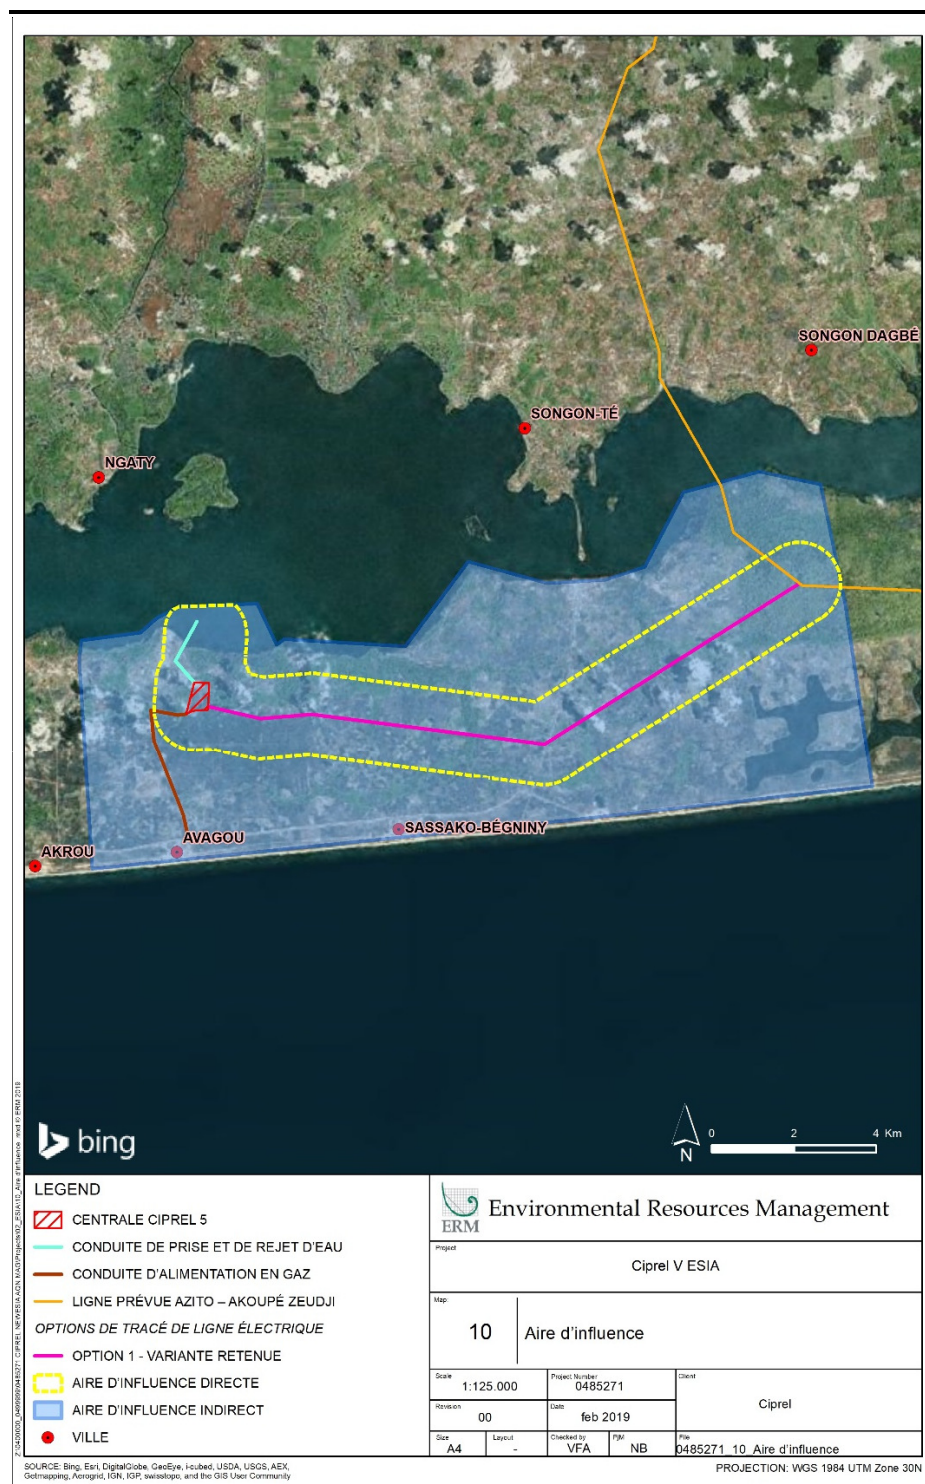 SONGON DAGBÉ
SONGON-TÉ
NGATY
SASSAKO-BÉGNINY
AVAGOU
AKROU
bing
0 2 4 Km
N
LEGEND
CENTRALE CIPREL 5
CONDUITE DE PRISE ET DE REJET D'EAU
CONDUITE D'ALIMENTATION EN GAZ
LIGNE PRÉVUE AZITO – AKOUPÉ ZEUDJI
OPTIONS DE TRACÉ DE LIGNE ÉLECTRIQUE
OPTION 1 - VARIANTE RETENUE
AIRE D'INFLUENCE DIRECTE
AIRE D'INFLUENCE INDIRECT
VILLE
ERM
Environmental Resources Management
Project
Ciprel V ESIA
Map
10 Aire d'influence
Scale
1:125.000
Project Number
0485271
Client
Ciprel
Revision
00
Date
feb 2019
Size
A4
Layout
-
Checked by
VFA
PjM
NB
File
0485271_10_Aire d'influence
SOURCE: Bing, Esri, DigitalGlobe, GeoEye, i-cubed, USDA, USGS, AEX,
Getmapping, Aerogrid, IGN, IGP, swisstopo, and the GIS User Community
PROJECTION: WGS 1984 UTM Zone 30N